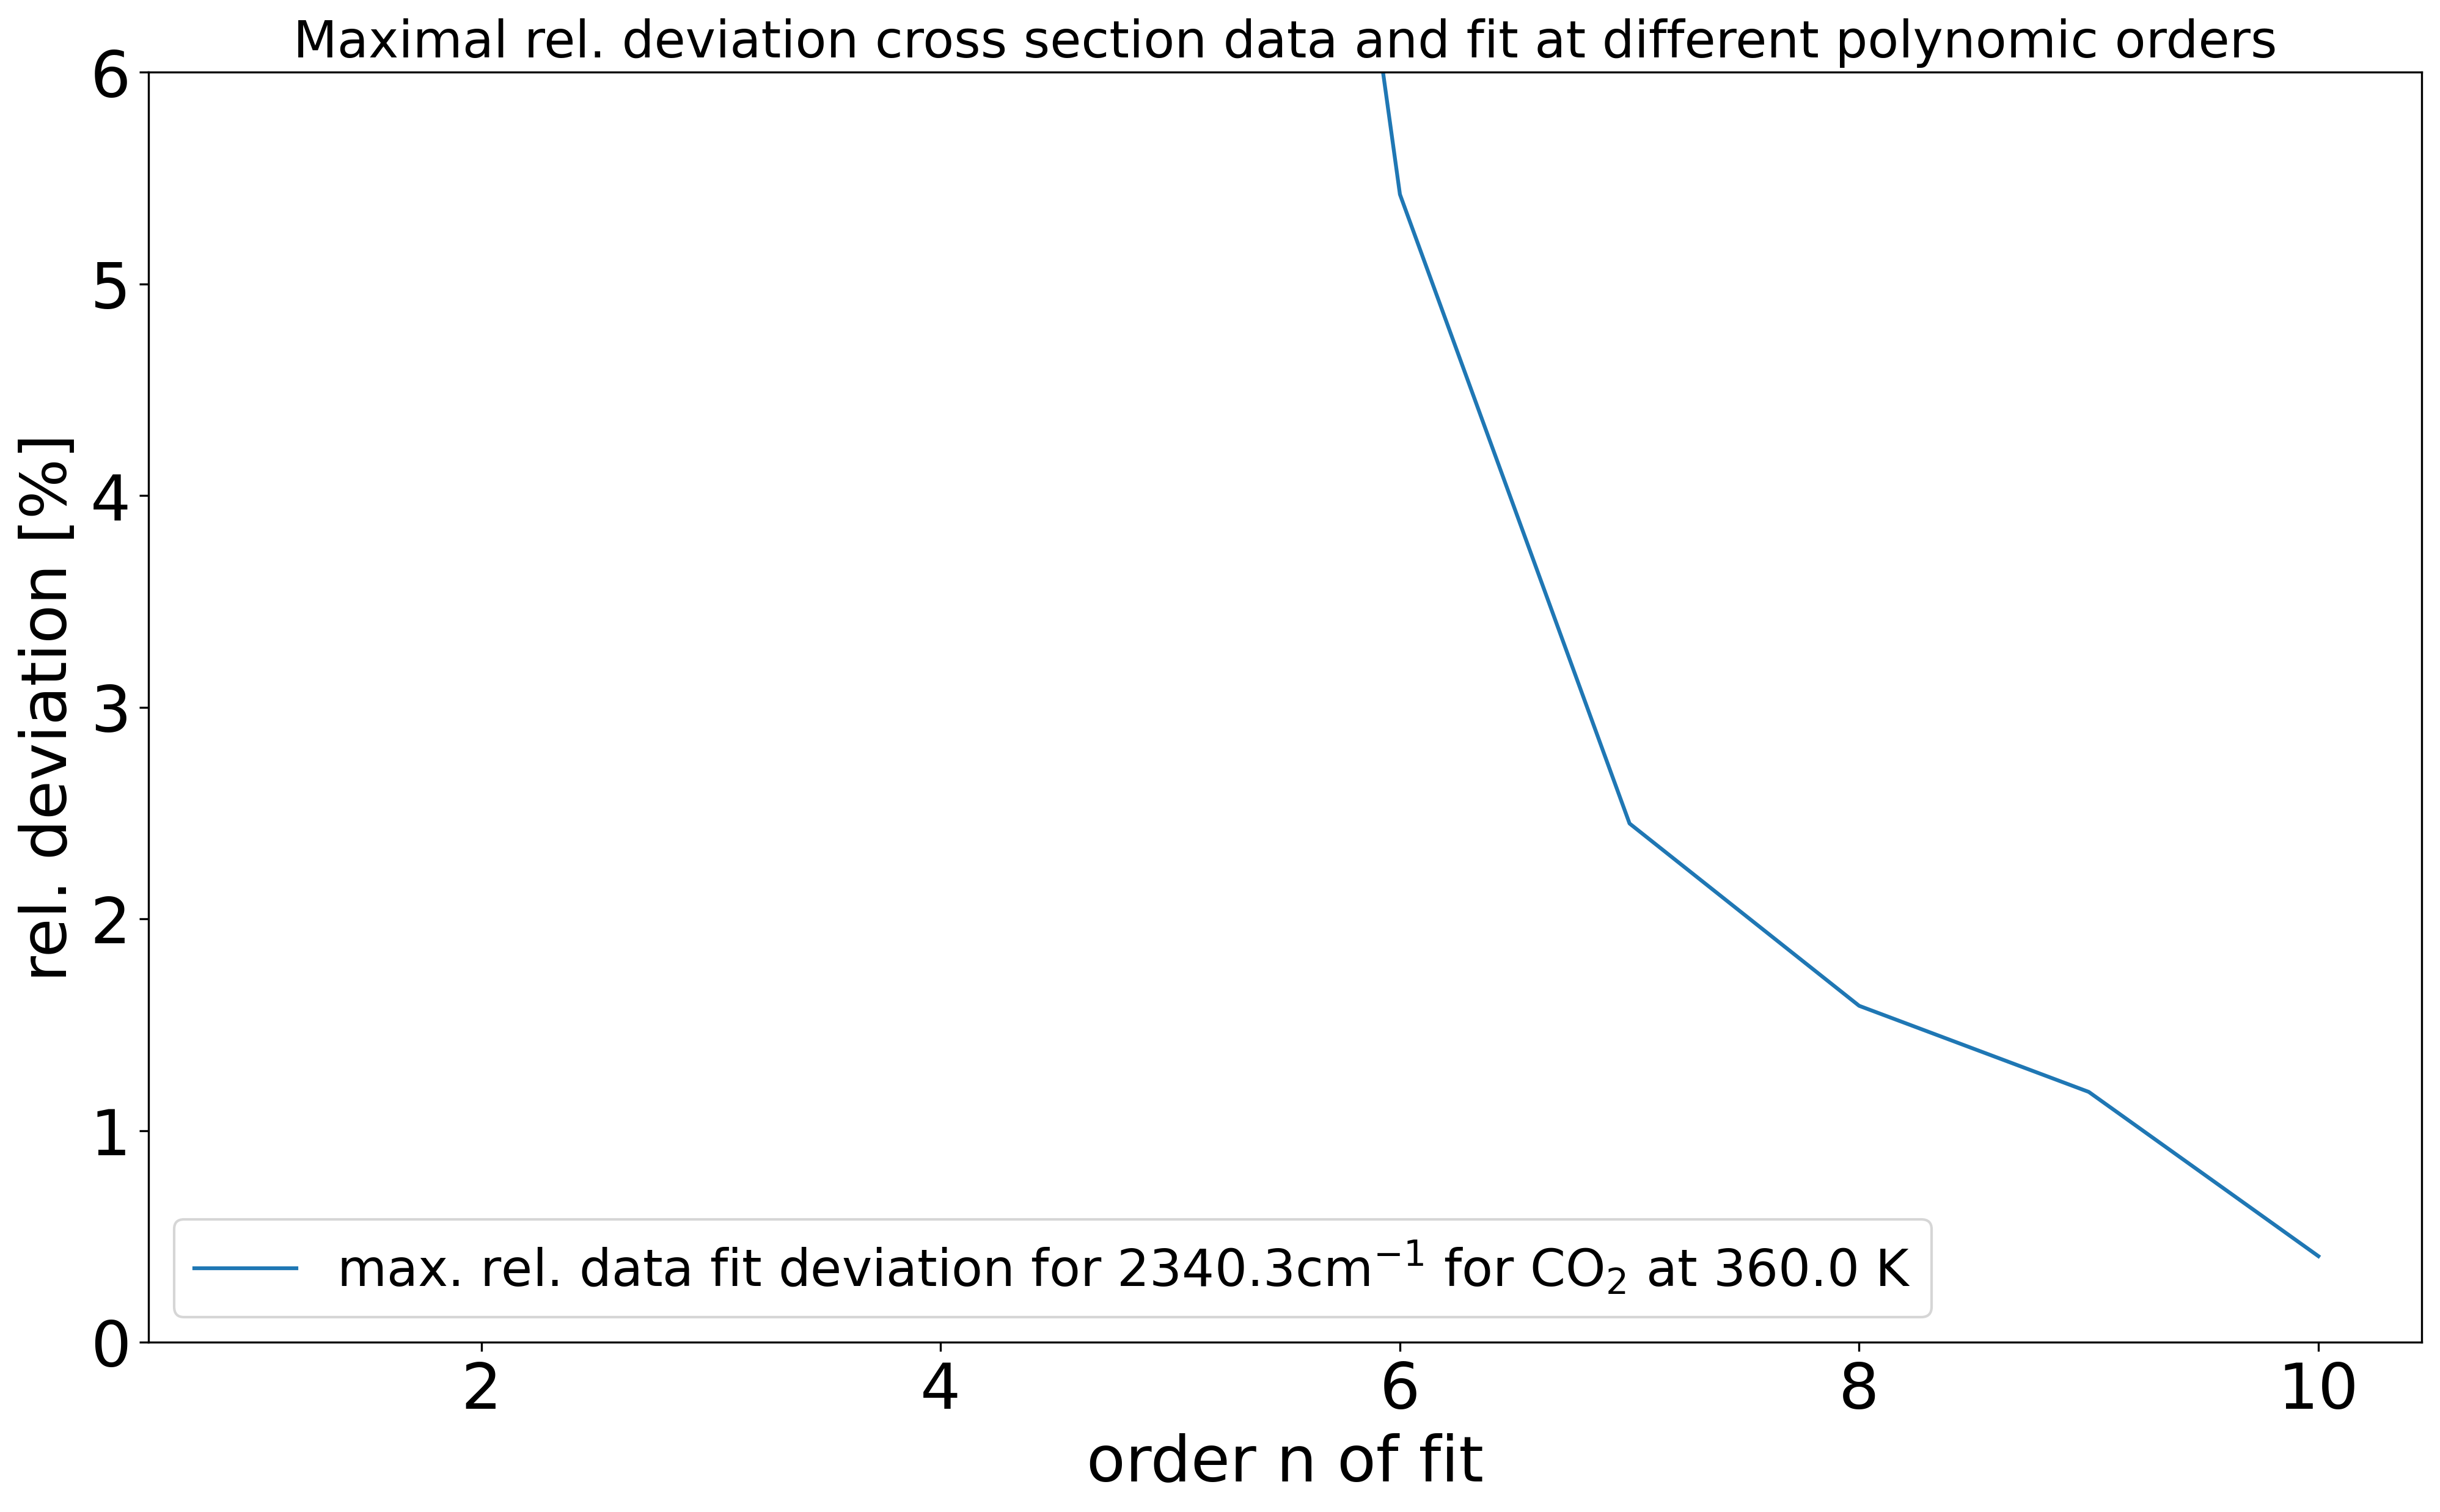 Maximal rel. deviation cross section data and fit at different polynomic orders
6
5
4
3
2
1
0
rel. deviation [%]
max. rel. data fit deviation for 2340.3cm⁻¹ for CO₂ at 360.0 K
2 4 6 8 10
order n of fit